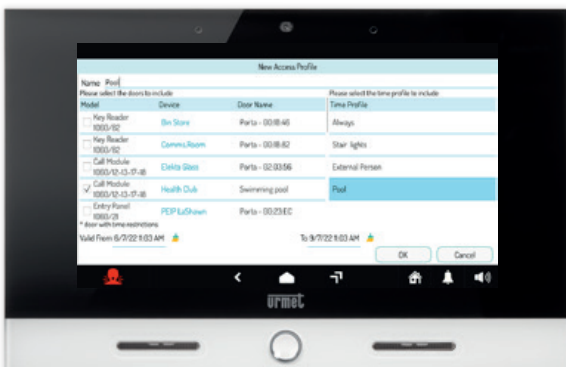 New Access Profile
Name Pool
Please select the doors to include
Please select the time profile to include
Model Device Door Name Time Profile
Key Reader 1060/82 Bin Store Porta - 00:18:46 Always
Key Reader 1060/82 Comms.Room Porta - 00:18:82 Stair lights
Call Module 1060/12-13-17-18 Elekta Glass Porta - 02:03:56 External Person
Call Module 1060/12-13-17-18 Health Club Swimming pool Pool
Entry Panel 1060/21 Porta - 00:23:EC
* door with time restrictions
Valid From 6/7/22 11:03 AM To 9/7/22 11:03 AM
OK Cancel
urmet